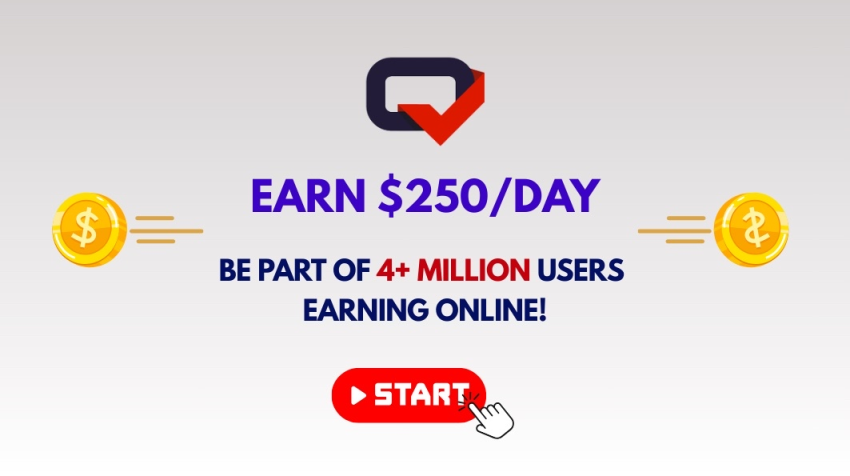 EARN $250/DAY
BE PART OF 4+ MILLION USERS
EARNING ONLINE!
START